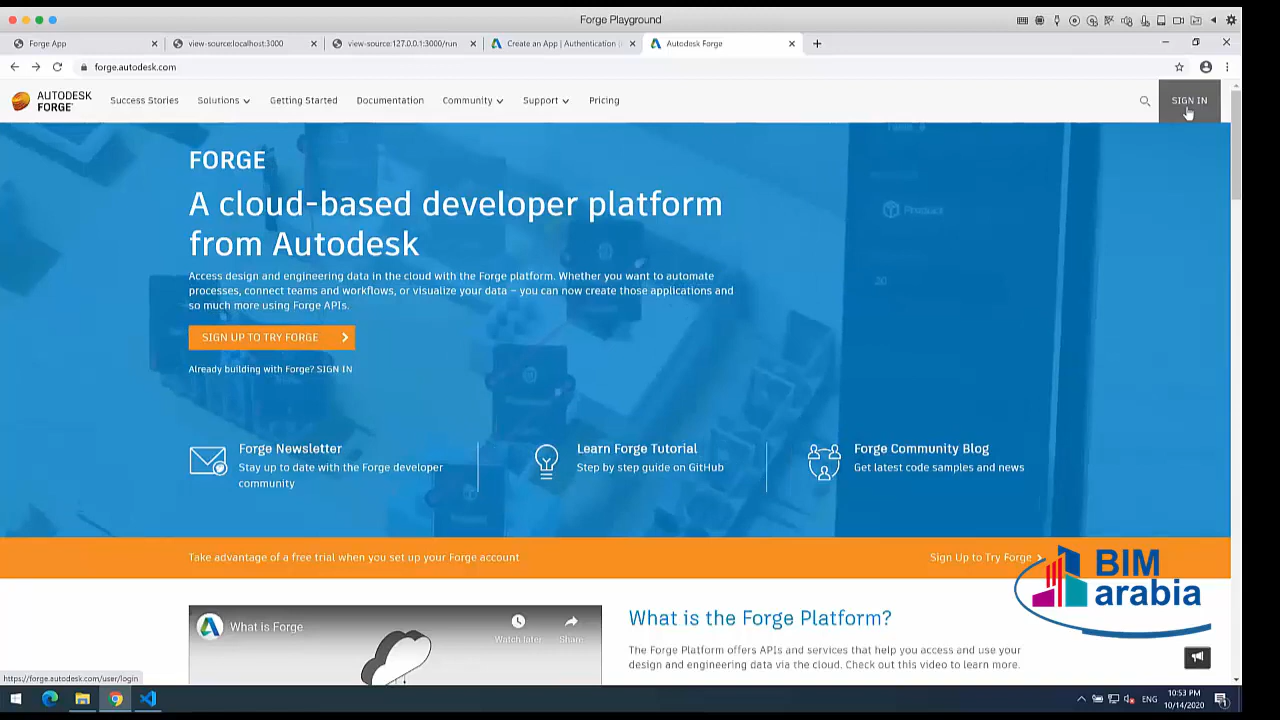 Forge Playground
Forge App
view-source:localhost:3000
view-source:127.0.0.1:3000/run
Create an App | Authentication
Autodesk Forge
forge.autodesk.com
AUTODESK
FORGE
Success Stories
Solutions
Getting Started
Documentation
Community
Support
Pricing
SIGN IN
FORGE
A cloud-based developer platform
from Autodesk
Access design and engineering data in the cloud with the Forge platform. Whether you want to automate
processes, connect teams and workflows, or visualize your data – you can now create those applications and
so much more using Forge APIs.
SIGN UP TO TRY FORGE
Already building with Forge? SIGN IN
Product
20
Forge Newsletter
Stay up to date with the Forge developer
community
Learn Forge Tutorial
Step by step guide on GitHub
Forge Community Blog
Get latest code samples and news
Take advantage of a free trial when you set up your Forge account
Sign Up to Try Forge
BIM
arabia
What is Forge
Watch later
Share
What is the Forge Platform?
The Forge Platform offers APIs and services that help you access and use your
design and engineering data via the cloud. Check out this video to learn more.
https://forge.autodesk.com/user/login
ENG
10:53 PM
10/14/2020